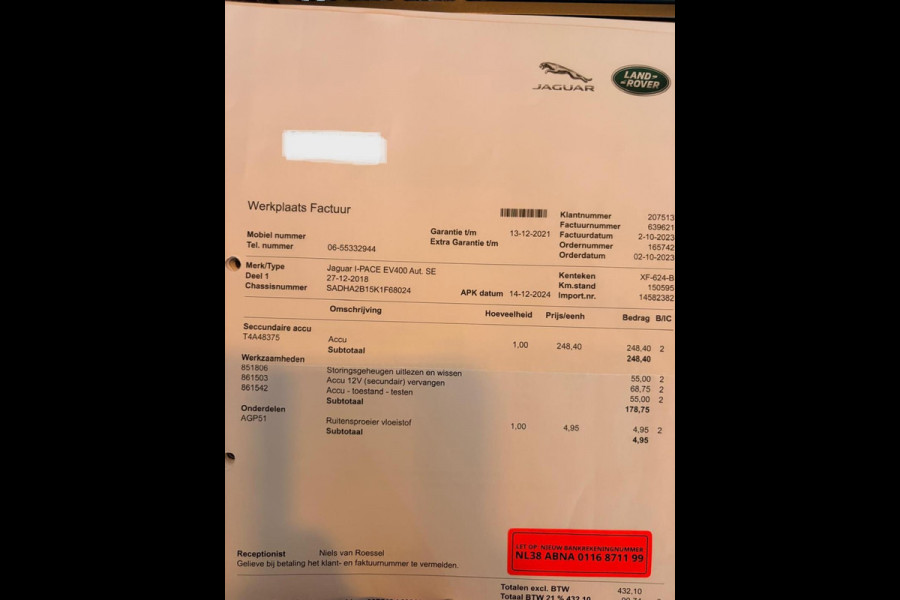 JAGUAR
LAND-
-ROVER
Werkplaats Factuur
Klantnummer 207513
Factuurnummer 639621
Factuurdatum 2-10-2023
Ordernummer 165742
Orderdatum 02-10-2023
Mobiel nummer
Tel. nummer 06-55332944
Garantie t/m 13-12-2021
Extra Garantie t/m
Merk/Type Jaguar I-PACE EV400 Aut. SE
Deel 1 27-12-2018
Chassisnummer SADHA2B15K1F68024
APK datum 14-12-2024
Kenteken XF-624-B
Km.stand 150595
Import.nr. 14582382
Omschrijving Hoeveelheid Prijs/eenh Bedrag B/IC
Seccundaire accu
T4A48375 Accu 1,00 248,40 248,40 2
Subtotaal 248,40
Werkzaamheden
851806 Storingsgeheugen uitlezen en wissen 55,00 2
861503 Accu 12V (secundair) vervangen 68,75 2
861542 Accu - toestand - testen 55,00 2
Subtotaal 178,75
Onderdelen
AGP51 Ruitensproeier vloeistof 1,00 4,95 4,95 2
Subtotaal 4,95
LET OP: NIEUW BANKREKENINGNUMMER
NL38 ABNA 0116 8711 99
Receptionist Niels van Roessel
Gelieve bij betaling het klant- en faktuurnummer te vermelden.
Totalen excl. BTW 432,10
Totaal BTW 21 % 432,10